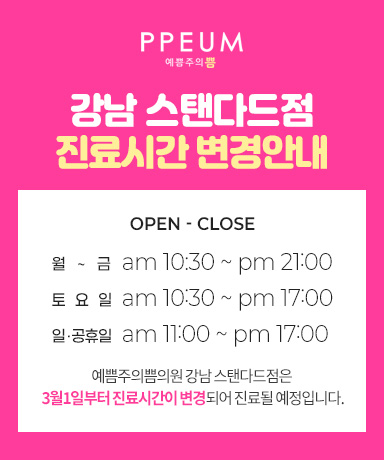 PPEUM
예쁨주의쁨
강남 스탠다드점
진료시간 변경안내
OPEN - CLOSE
월 ~ 금 am 10:30 ~ pm 21:00
토 요 일 am 10:30 ~ pm 17:00
일·공휴일 am 11:00 ~ pm 17:00
예쁨주의쁨의원 강남 스탠다드점은
3월1일부터 진료시간이 변경되어 진료될 예정입니다.